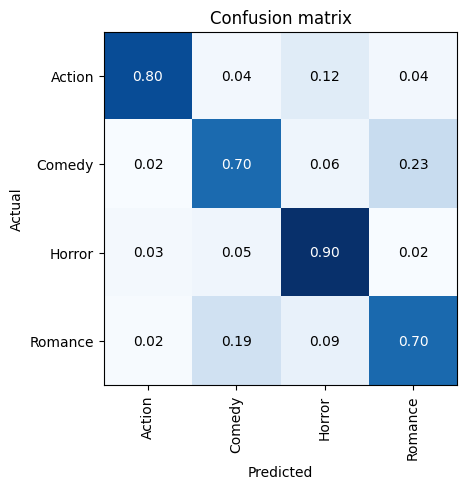 Confusion matrix
Actual
Action 0.80 0.04 0.12 0.04
Comedy 0.02 0.70 0.06 0.23
Horror 0.03 0.05 0.90 0.02
Romance 0.02 0.19 0.09 0.70
Action Comedy Horror Romance
Predicted